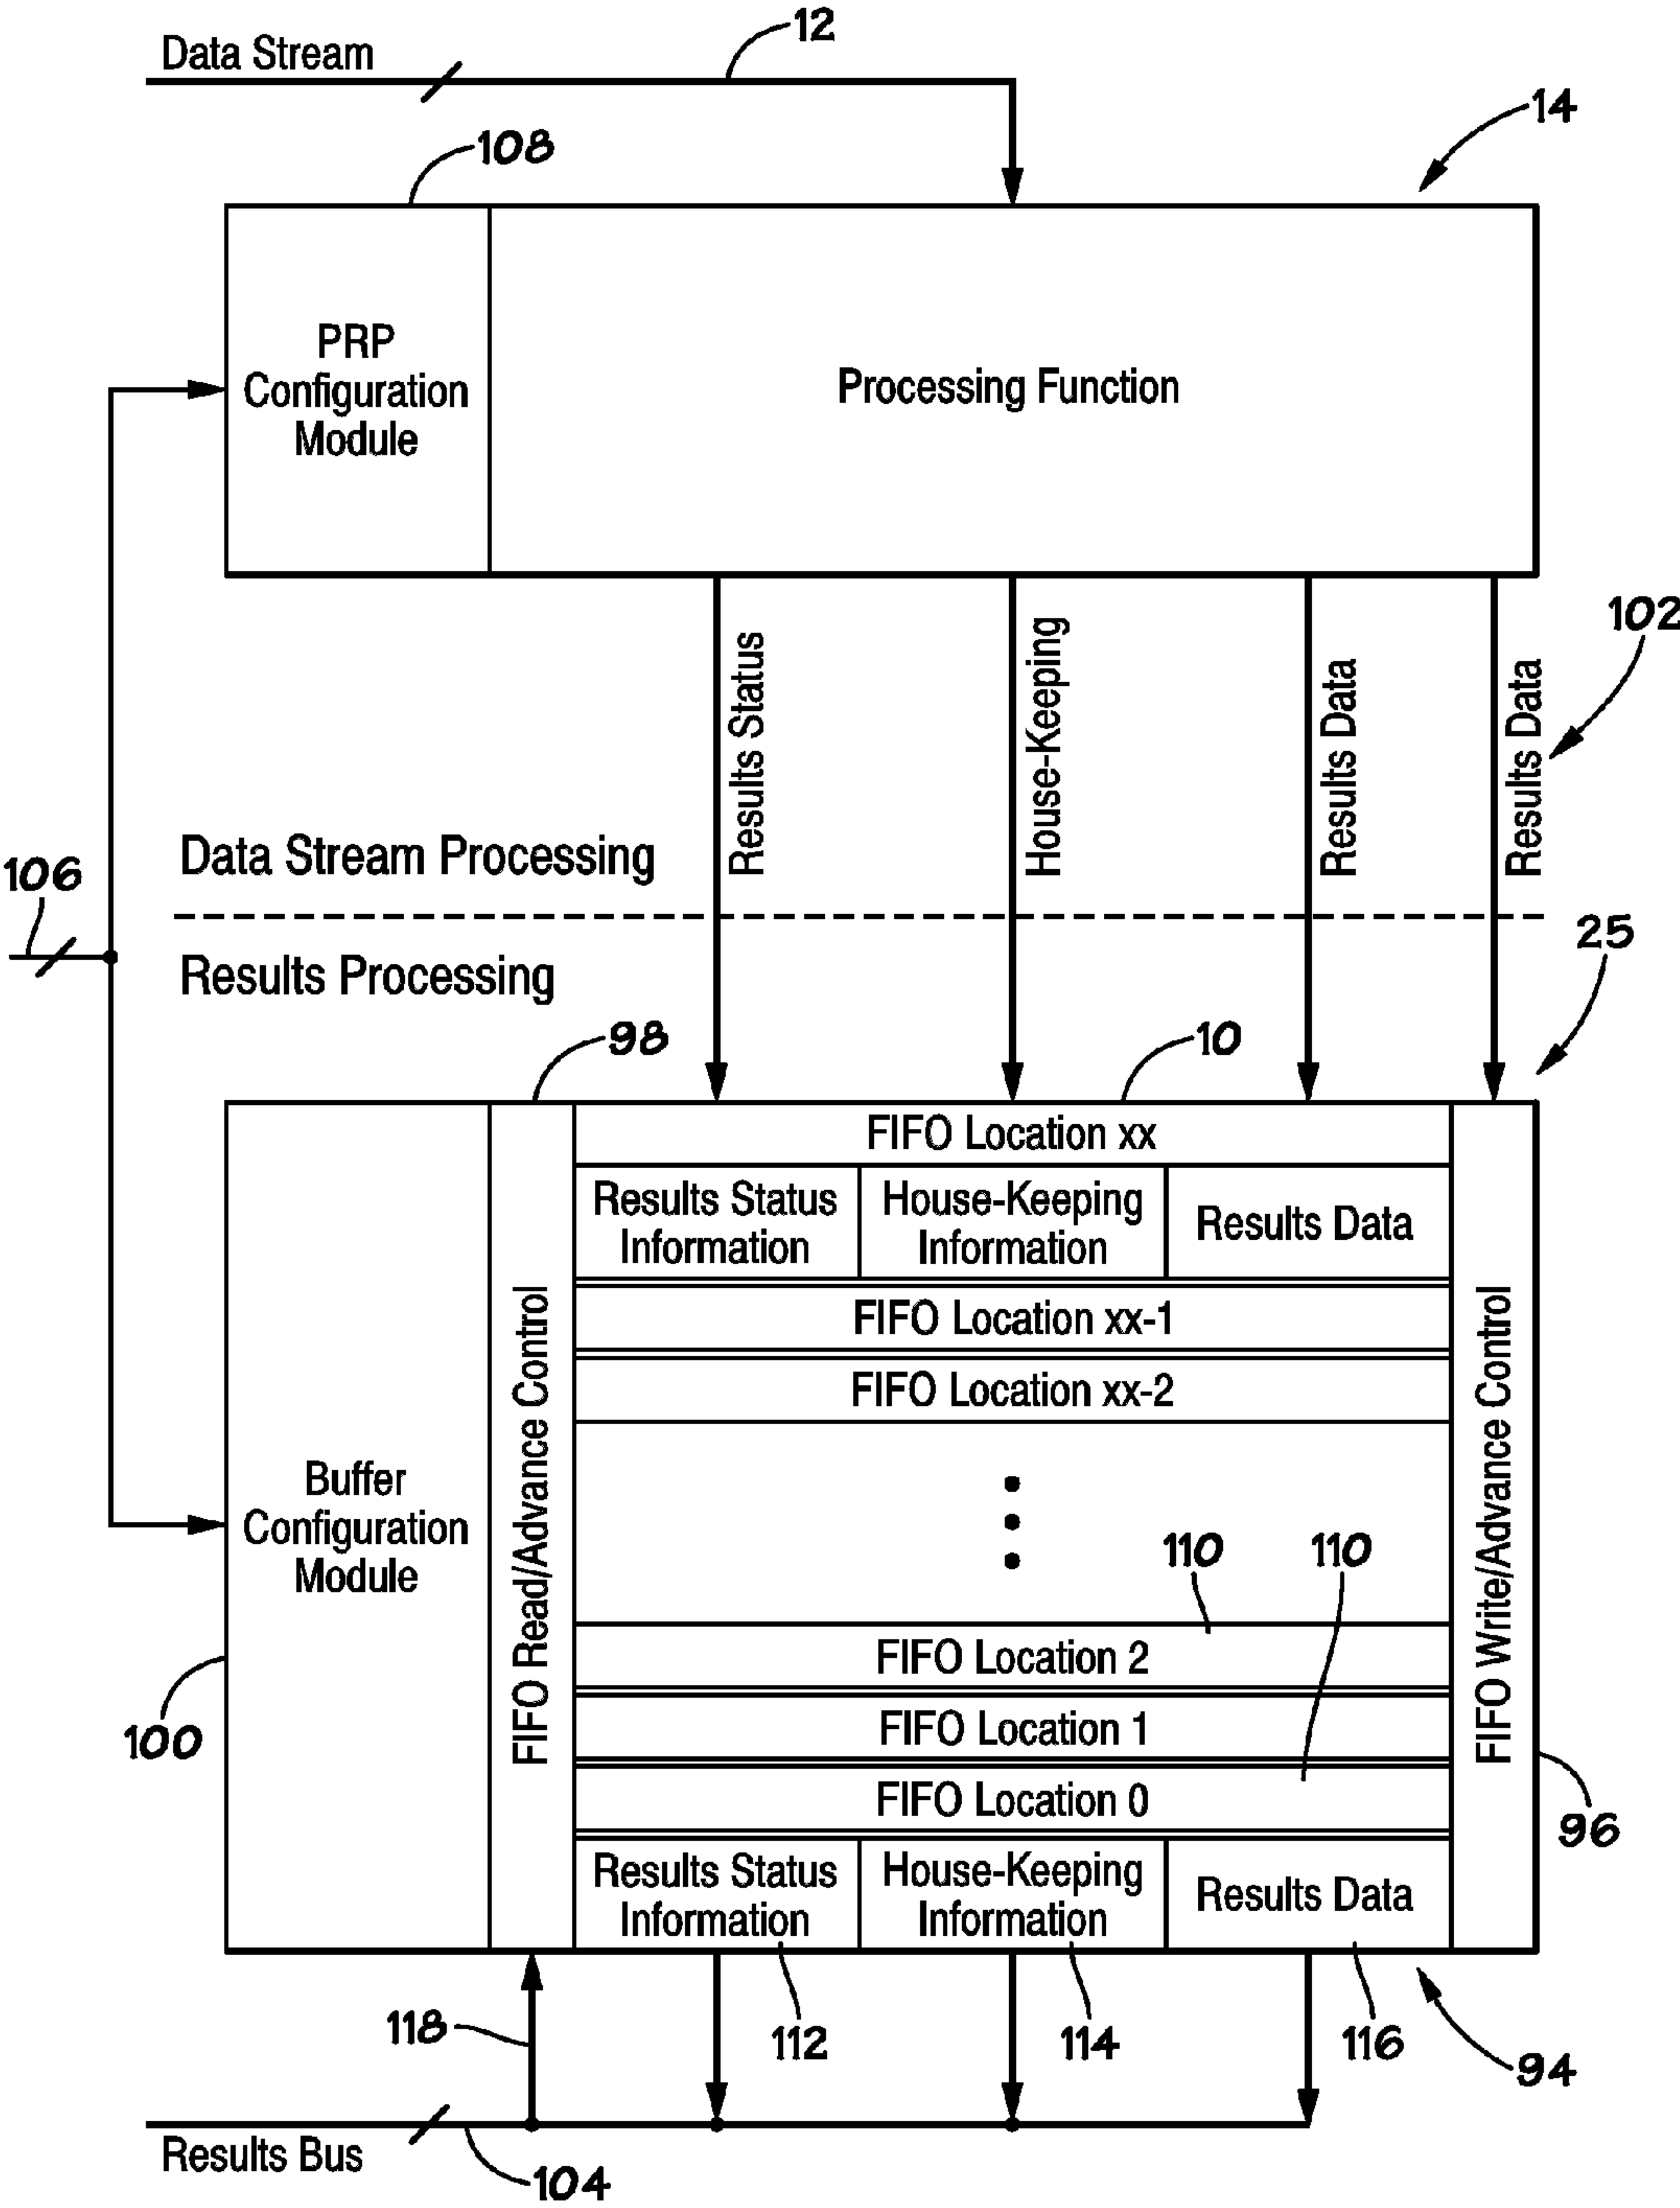 12
Data Stream
14
108
PRP
Configuration
Module
Processing Function
102
Results Status
House-Keeping
Results Data
Results Data
Data Stream Processing
106
25
Results Processing
98
10
FIFO Location xx
Results Status
Information
House-Keeping
Information
Results Data
FIFO Location xx-1
FIFO Location xx-2
FIFO Read/Advance Control
FIFO Write/Advance Control
Buffer
Configuration
Module
110
110
FIFO Location 2
100
FIFO Location 1
FIFO Location 0
96
Results Status
Information
House-Keeping
Information
Results Data
118
112
114
116
94
Results Bus
104